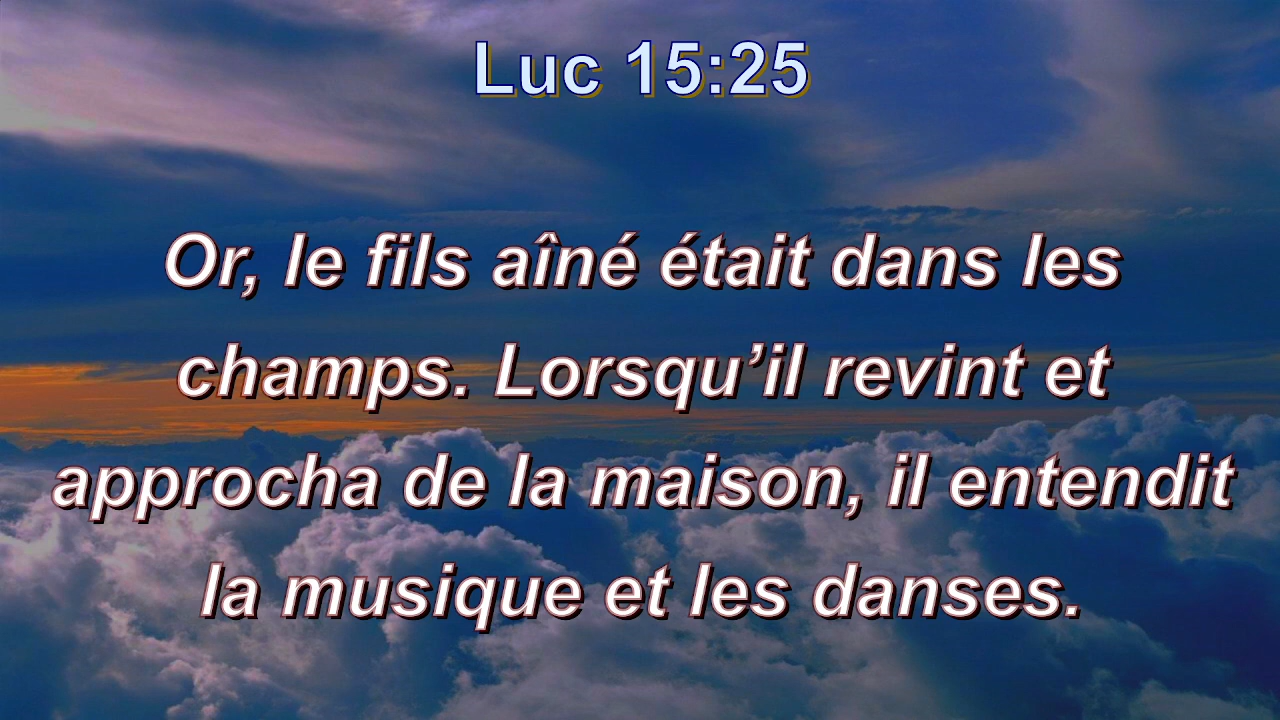 Luc 15:25
Or, le fils aîné était dans les
champs. Lorsqu’il revint et
approcha de la maison, il entendit
la musique et les danses.